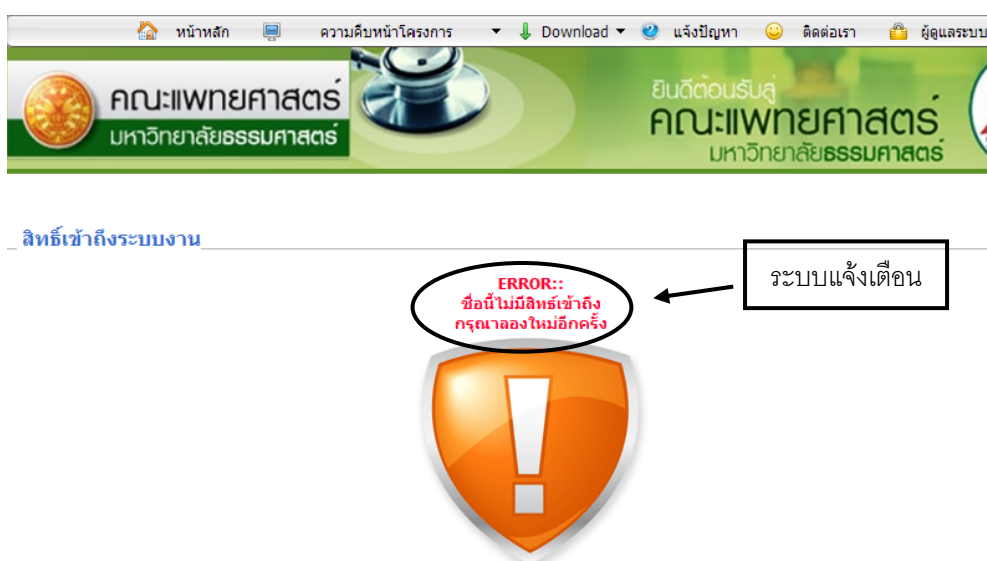 หน้าหลัก ความคืบหน้าโครงการ Download แจ้งปัญหา ติดต่อเรา ผู้ดูแลระบบ
คณะแพทยศาสตร์
มหาวิทยาลัยธรรมศาสตร์
ยินดีต้อนรับสู่
คณะแพทยศาสตร์
มหาวิทยาลัยธรรมศาสตร์
สิทธิ์เข้าถึงระบบงาน
ERROR::
ชื่อนี้ไม่มีสิทธ์เข้าถึง
กรุณาลองใหม่อีกครั้ง
ระบบแจ้งเตือน